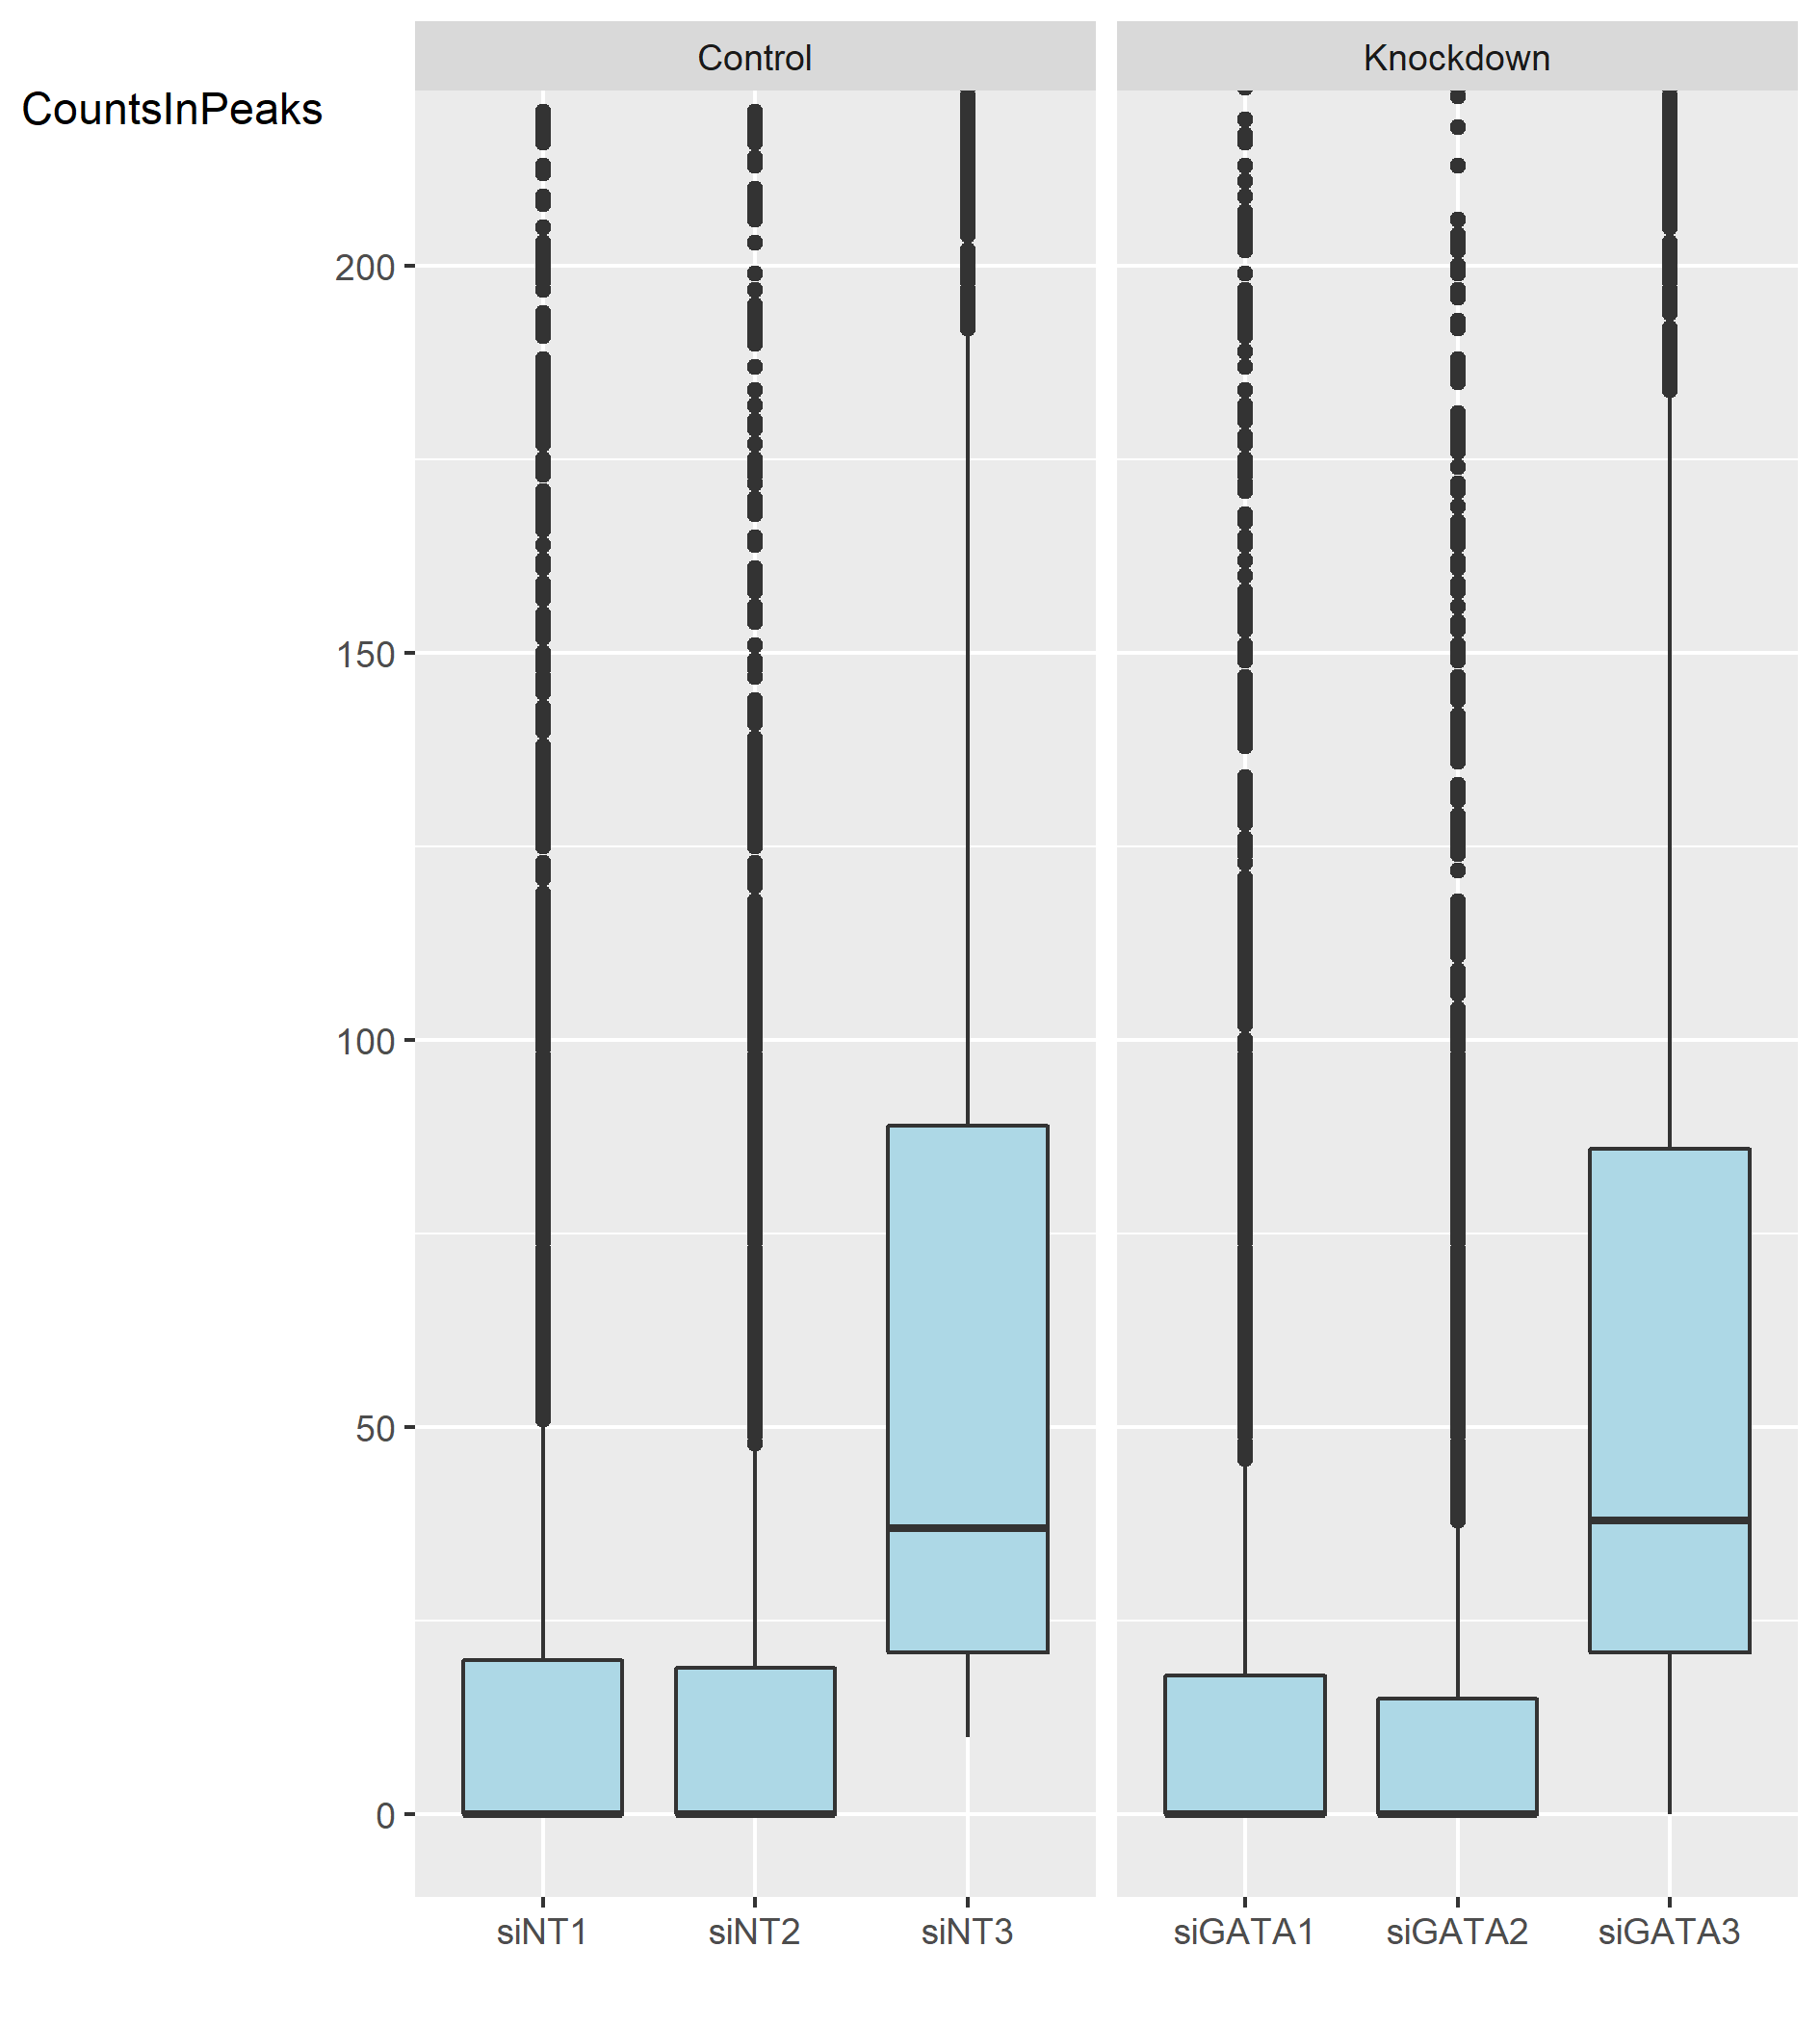 Control Knockdown
CountsInPeaks
200
150
100
50
0
siNT1 siNT2 siNT3 siGATA1 siGATA2 siGATA3